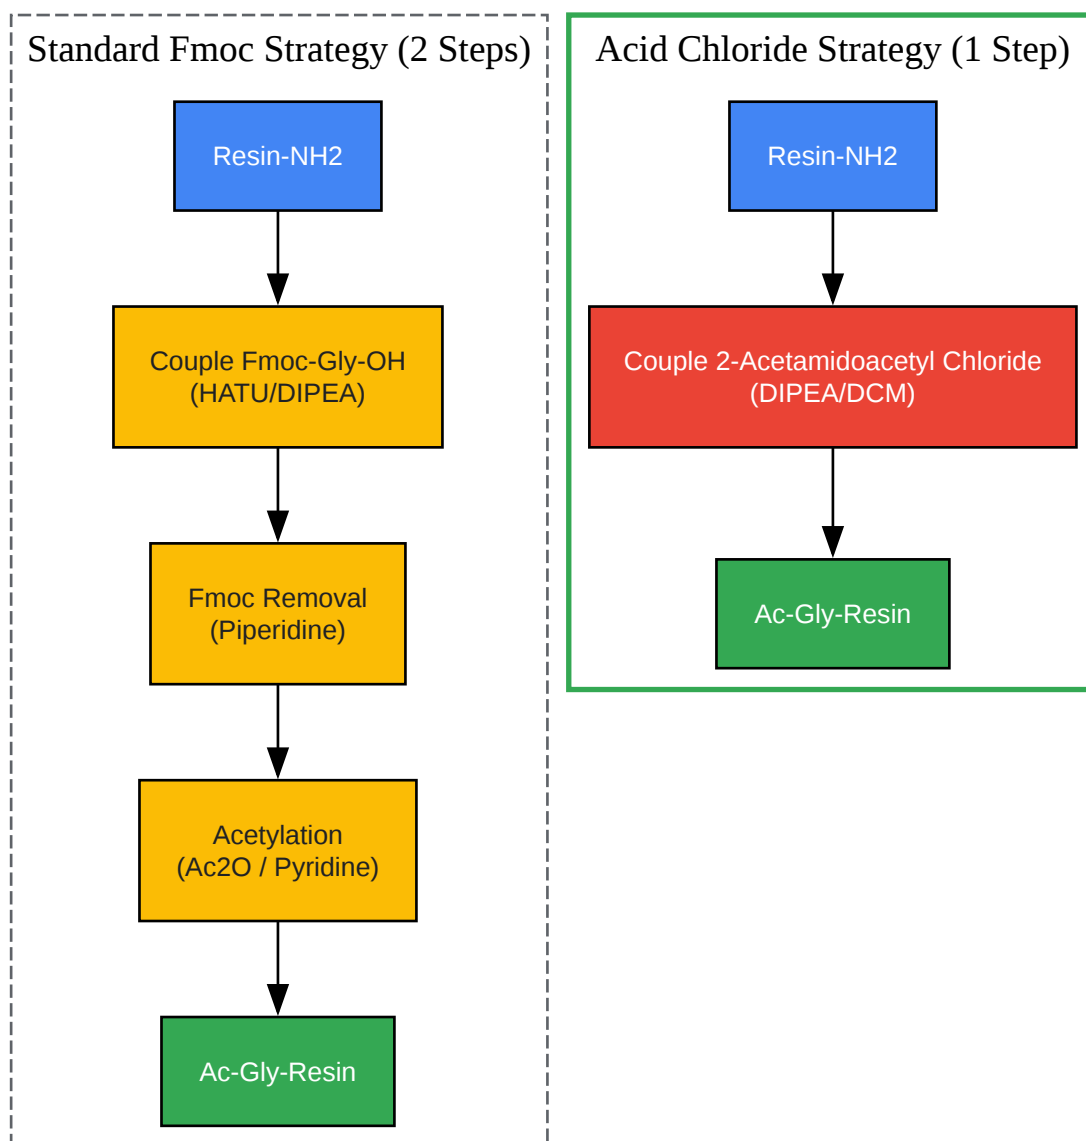 Standard Fmoc Strategy (2 Steps)
Resin-NH2
Couple Fmoc-Gly-OH
(HATU/DIPEA)
Fmoc Removal
(Piperidine)
Acetylation
(Ac2O / Pyridine)
Ac-Gly-Resin
Acid Chloride Strategy (1 Step)
Resin-NH2
Couple 2-Acetamidoacetyl Chloride
(DIPEA/DCM)
Ac-Gly-Resin